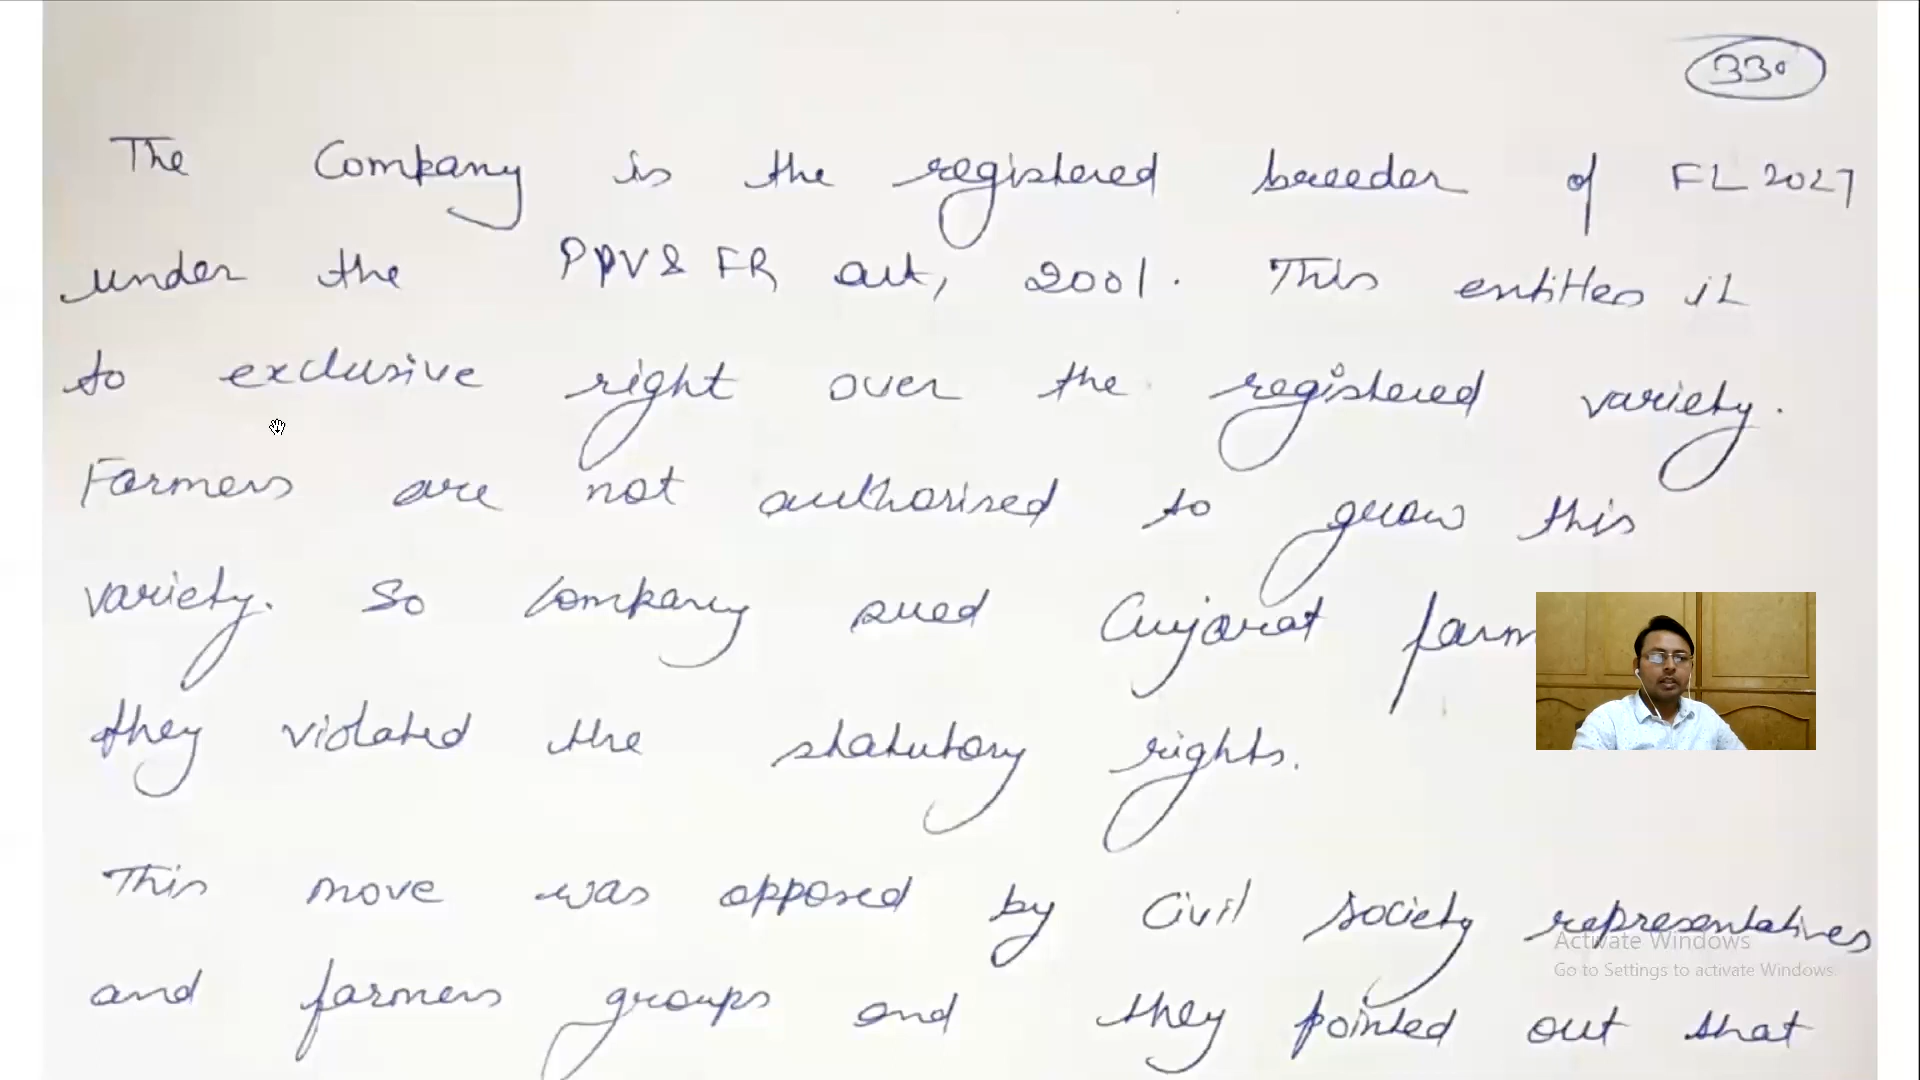 330
The Company is the registered breeder of FL 2027
under the PPV & FR act, 2001. This entitles it
to exclusive right over the registered variety.
Farmers are not authorised to grow this
variety. So company sued Gujarat farm
they violated the statutory rights.
This move was opposed by Civil Society representatives
and farmers groups and they pointed out that
Activate Windows
Go to Settings to activate Windows.